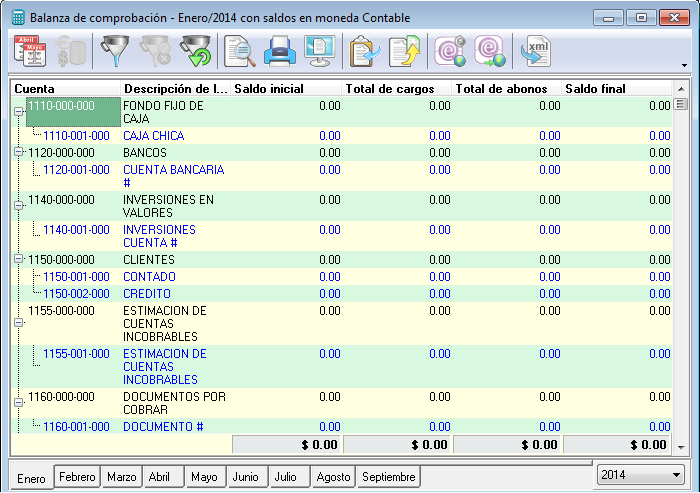 Balanza de comprobación - Enero/2014 con saldos en moneda Contable
Abril
Mayo
xml
Cuenta Descripción de l... Saldo inicial Total de cargos Total de abonos Saldo final
1110-000-000 FONDO FIJO DE CAJA 0.00 0.00 0.00 0.00
1110-001-000 CAJA CHICA 0.00 0.00 0.00 0.00
1120-000-000 BANCOS 0.00 0.00 0.00 0.00
1120-001-000 CUENTA BANCARIA # 0.00 0.00 0.00 0.00
1140-000-000 INVERSIONES EN VALORES 0.00 0.00 0.00 0.00
1140-001-000 INVERSIONES CUENTA # 0.00 0.00 0.00 0.00
1150-000-000 CLIENTES 0.00 0.00 0.00 0.00
1150-001-000 CONTADO 0.00 0.00 0.00 0.00
1150-002-000 CREDITO 0.00 0.00 0.00 0.00
1155-000-000 ESTIMACION DE CUENTAS INCOBRABLES 0.00 0.00 0.00 0.00
1155-001-000 ESTIMACION DE CUENTAS INCOBRABLES 0.00 0.00 0.00 0.00
1160-000-000 DOCUMENTOS POR COBRAR 0.00 0.00 0.00 0.00
1160-001-000 DOCUMENTO # 0.00 0.00 0.00 0.00
$ 0.00 $ 0.00 $ 0.00 $ 0.00
Enero Febrero Marzo Abril Mayo Junio Julio Agosto Septiembre 2014